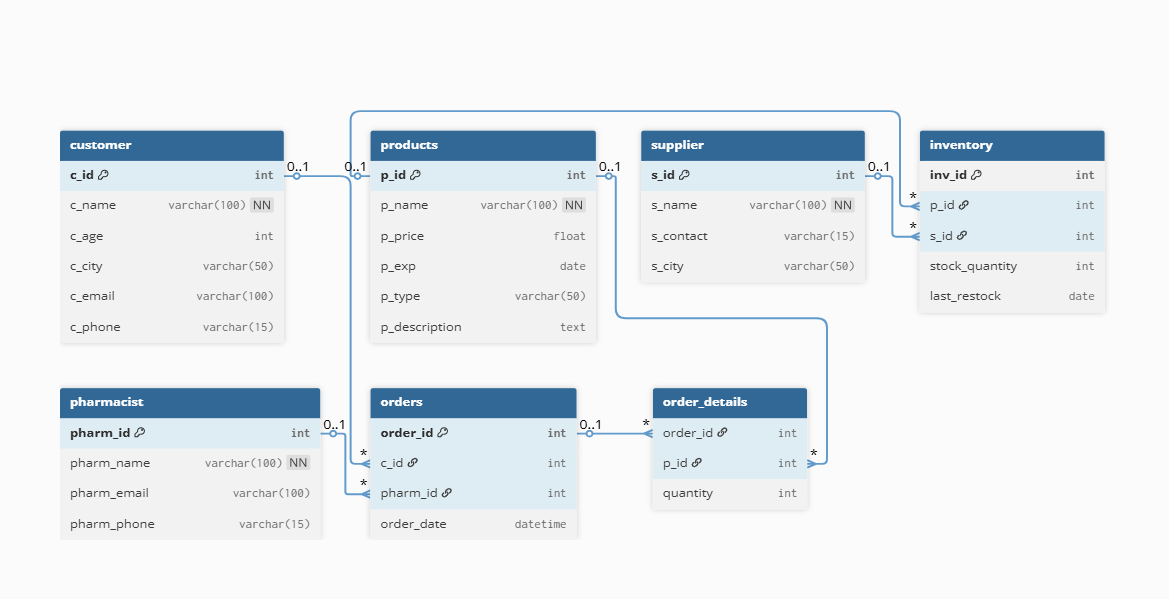 customer
c_id int
c_name varchar(100) NN
c_age int
c_city varchar(50)
c_email varchar(100)
c_phone varchar(15)
0..1
0..1
products
p_id int
p_name varchar(100) NN
p_price float
p_exp date
p_type varchar(50)
p_description text
0..1
supplier
s_id int
s_name varchar(100) NN
s_contact varchar(15)
s_city varchar(50)
0..1
*
*
inventory
inv_id int
p_id int
s_id int
stock_quantity int
last_restock date
pharmacist
pharm_id int
pharm_name varchar(100) NN
pharm_email varchar(100)
pharm_phone varchar(15)
0..1
*
*
orders
order_id int
c_id int
pharm_id int
order_date datetime
0..1
*
order_details
order_id int
p_id int
quantity int
*